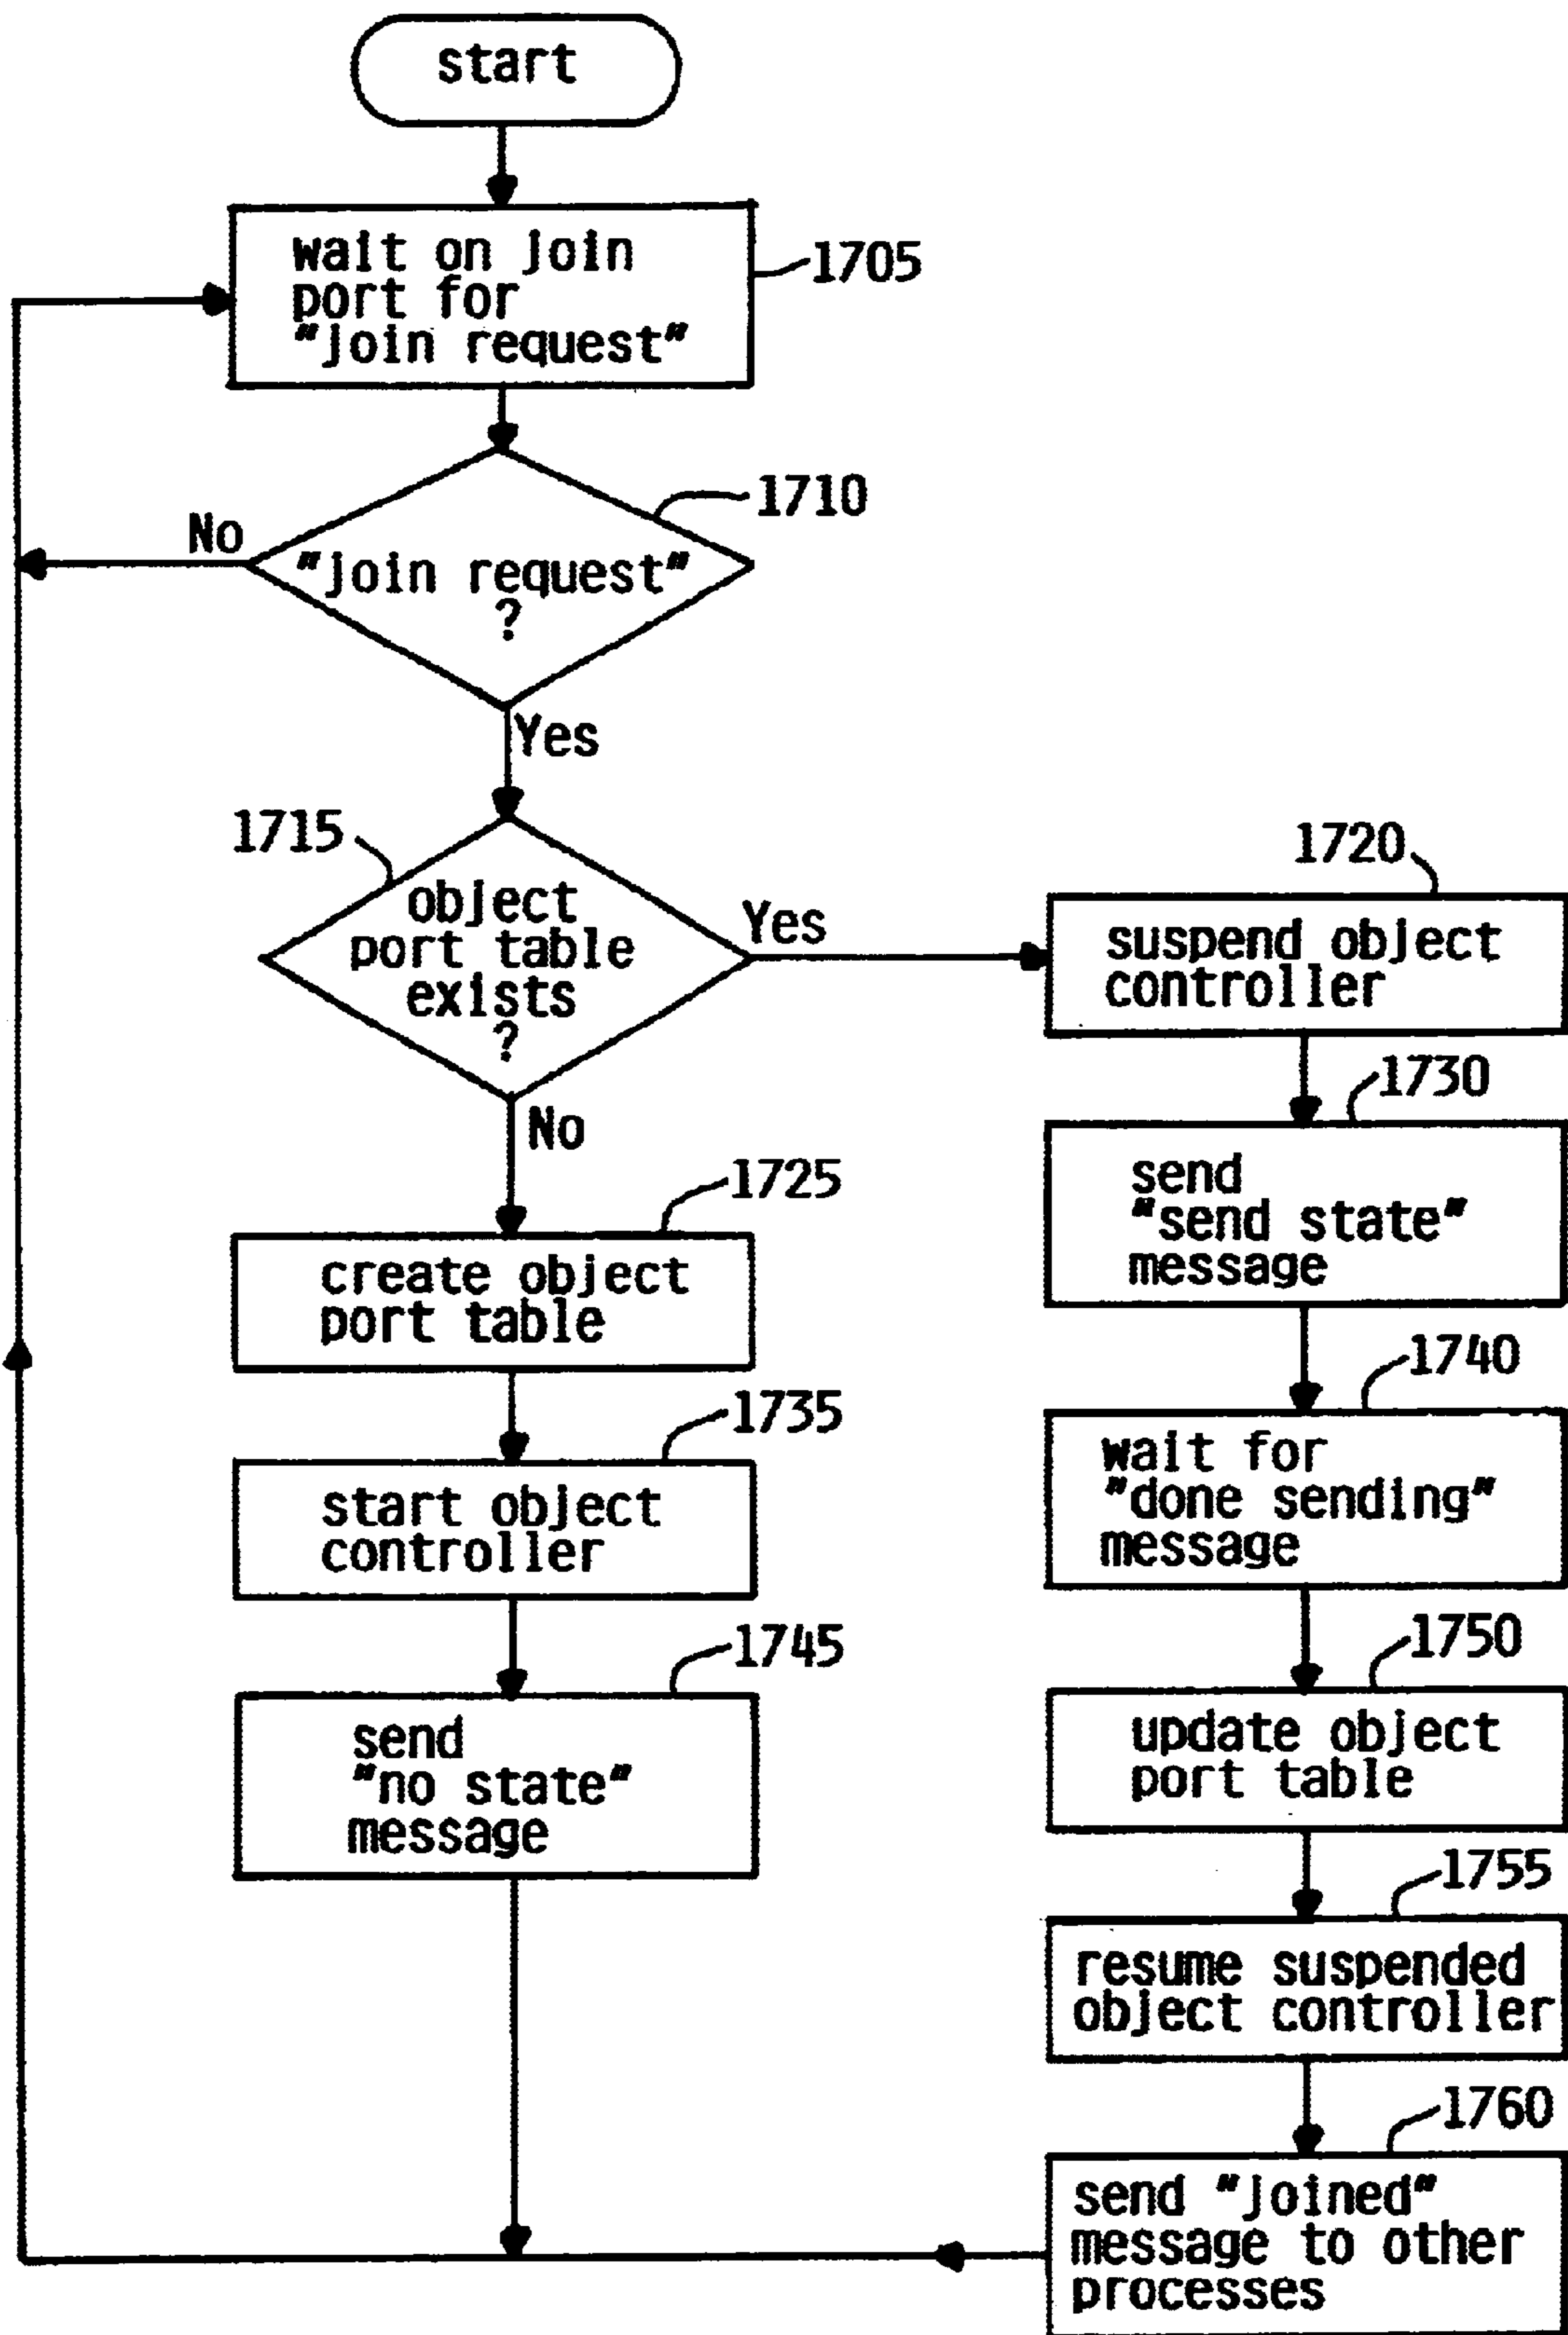 start
wait on join
port for
"join request"
1705
1710
No
"join request"
?
Yes
1715
object
port table
exists
?
Yes
No
1720
suspend object
controller
1730
send
"send state"
message
1725
create object
port table
1740
wait for
"done sending"
message
1735
start object
controller
1750
update object
port table
1745
send
"no state"
message
1755
resume suspended
object controller
1760
send "joined"
message to other
processes